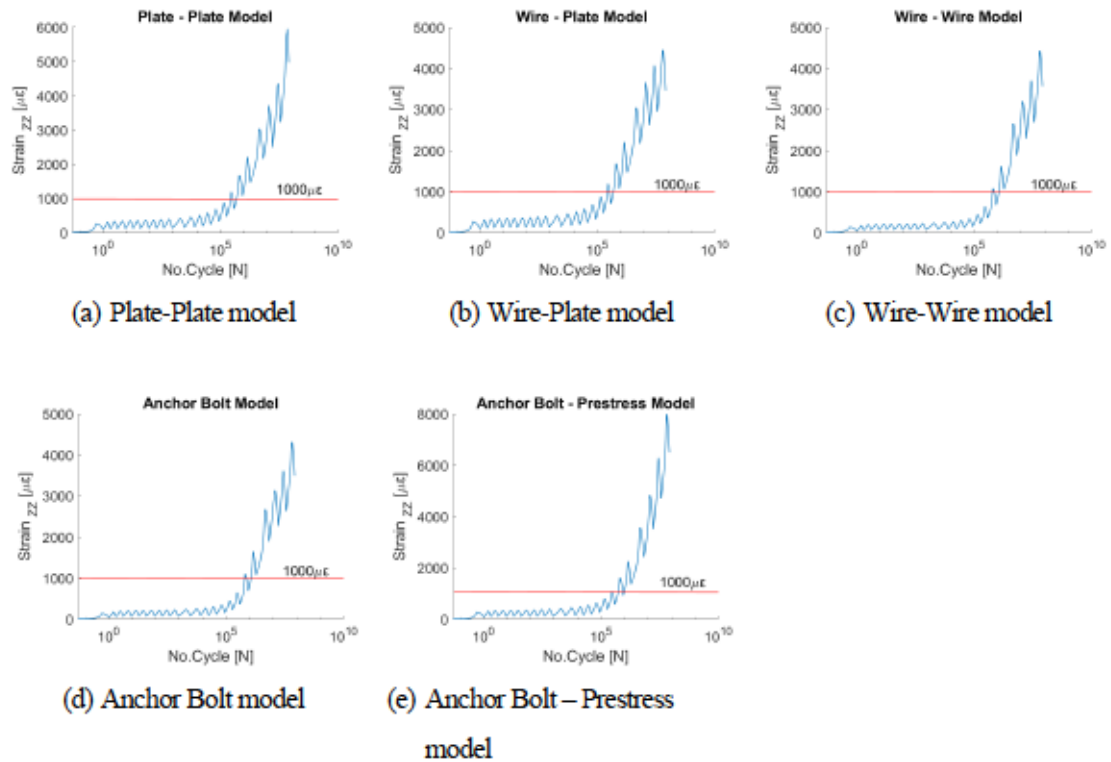 Plate - Plate Model
6000
5000
4000
3000
2000
1000
0
Strain ZZ [με]
1000με
10^0
10^5
10^10
No.Cycle [N]
(a) Plate-Plate model
Wire - Plate Model
5000
4000
3000
2000
1000
0
Strain ZZ [με]
1000με
10^0
10^5
10^10
No.Cycle [N]
(b) Wire-Plate model
Wire - Wire Model
5000
4000
3000
2000
1000
0
Strain ZZ [με]
1000με
10^0
10^5
10^10
No.Cycle [N]
(c) Wire-Wire model
Anchor Bolt Model
5000
4000
3000
2000
1000
0
Strain ZZ [με]
1000με
10^0
10^5
10^10
No.Cycle [N]
(d) Anchor Bolt model
Anchor Bolt - Prestress Model
8000
6000
4000
2000
0
Strain ZZ [με]
1000με
10^0
10^5
10^10
No.Cycle [N]
(e) Anchor Bolt – Prestress
model